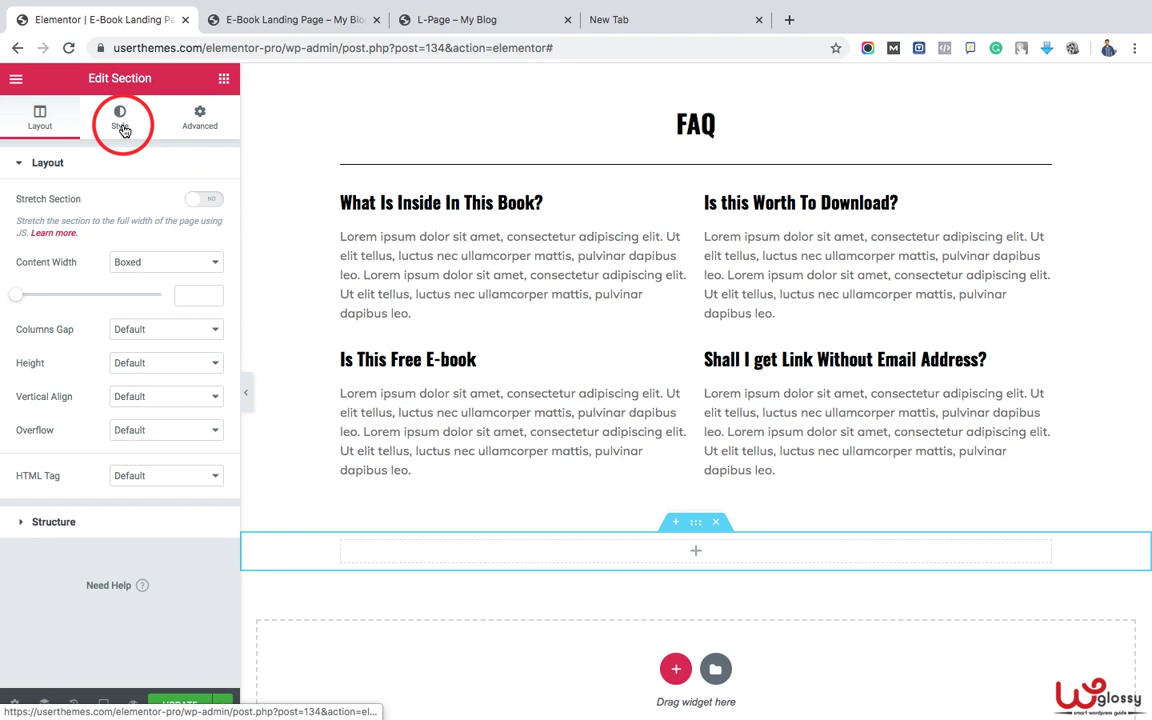 Elementor | E-Book Landing Pa
E-Book Landing Page – My Blo
L-Page – My Blog
New Tab
userthemes.com/elementor-pro/wp-admin/post.php?post=134&action=elementor#
Edit Section
Layout
Style
Advanced
Layout
Stretch Section
NO
Stretch the section to the full width of the page using
JS. Learn more.
Content Width
Boxed
Columns Gap
Default
Height
Default
Vertical Align
Default
Overflow
Default
HTML Tag
Default
Structure
Need Help
UPDATE
https://userthemes.com/elementor-pro/wp-admin/post.php?post=134&action=el...
FAQ
What Is Inside In This Book?
Lorem ipsum dolor sit amet, consectetur adipiscing elit. Ut
elit tellus, luctus nec ullamcorper mattis, pulvinar dapibus
leo. Lorem ipsum dolor sit amet, consectetur adipiscing elit.
Ut elit tellus, luctus nec ullamcorper mattis, pulvinar
dapibus leo.
Is this Worth To Download?
Lorem ipsum dolor sit amet, consectetur adipiscing elit. Ut
elit tellus, luctus nec ullamcorper mattis, pulvinar dapibus
leo. Lorem ipsum dolor sit amet, consectetur adipiscing elit.
Ut elit tellus, luctus nec ullamcorper mattis, pulvinar
dapibus leo.
Is This Free E-book
Lorem ipsum dolor sit amet, consectetur adipiscing elit. Ut
elit tellus, luctus nec ullamcorper mattis, pulvinar dapibus
leo. Lorem ipsum dolor sit amet, consectetur adipiscing elit.
Ut elit tellus, luctus nec ullamcorper mattis, pulvinar
dapibus leo.
Shall I get Link Without Email Address?
Lorem ipsum dolor sit amet, consectetur adipiscing elit. Ut
elit tellus, luctus nec ullamcorper mattis, pulvinar dapibus
leo. Lorem ipsum dolor sit amet, consectetur adipiscing elit.
Ut elit tellus, luctus nec ullamcorper mattis, pulvinar
dapibus leo.
Drag widget here
glossy
smart wordpress guide